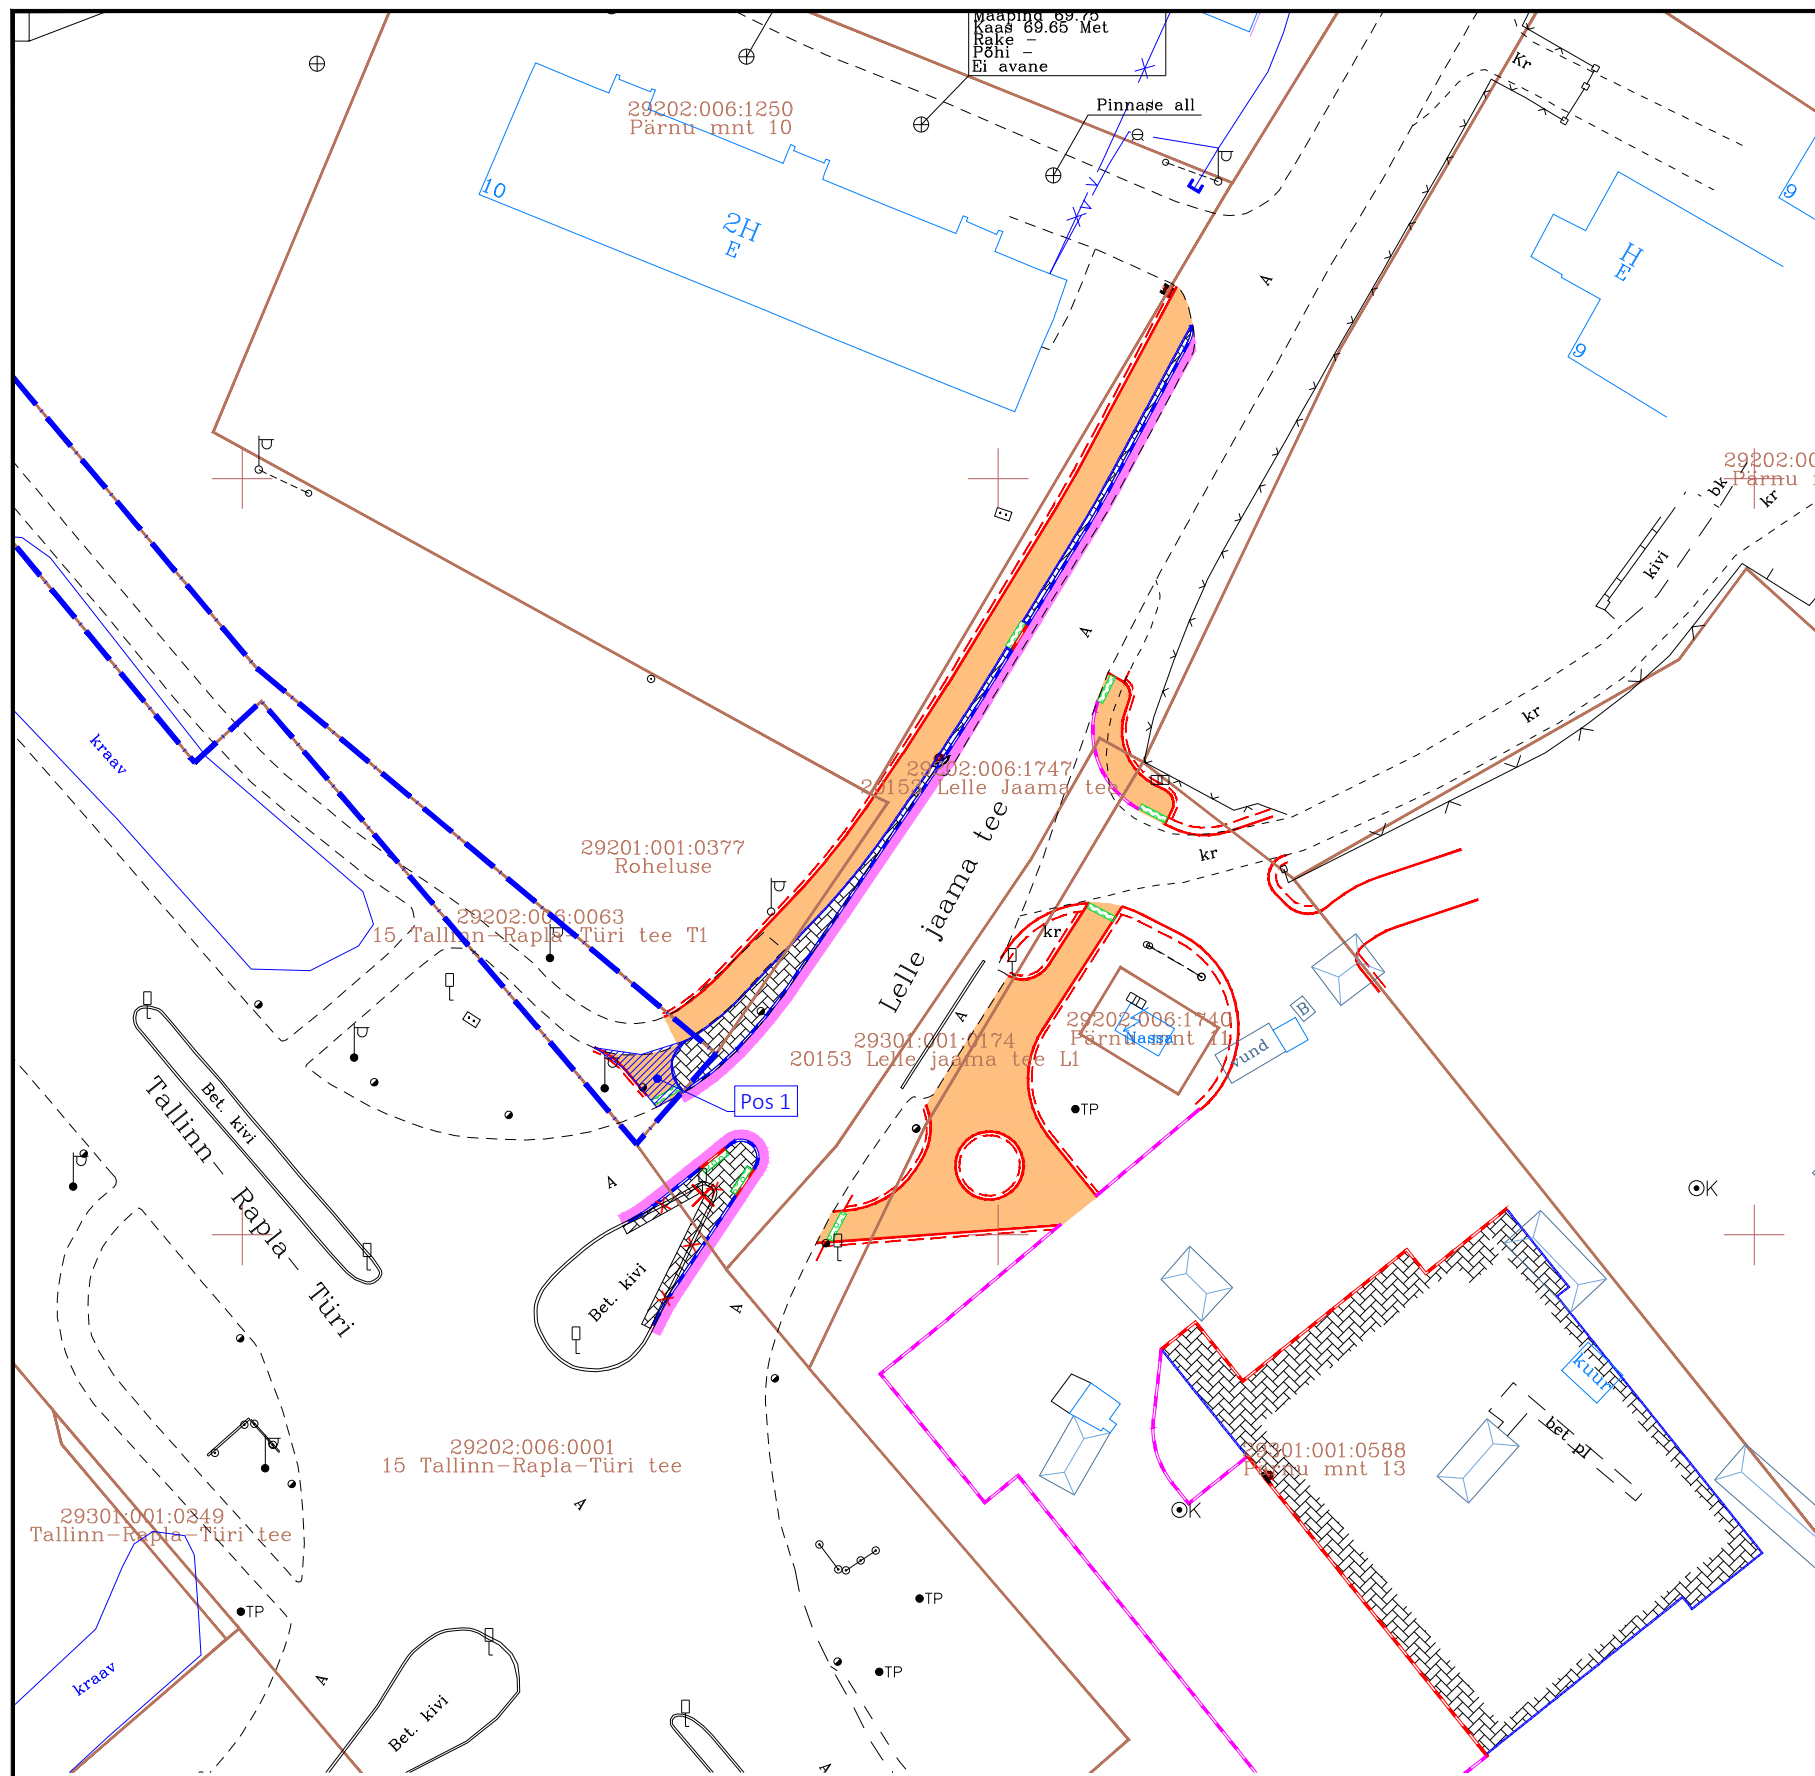 Maapind 69.75
Kaas 69.65 Met
Rake -
Põhi -
Ei avane
Kr
Pinnase all
29202:006:1250
Pärnu mnt 10
10
2H
E
V
V
E
A
H
E
9
9
29202:00
Pärnu
bk
kr
kivi
A
kr
kraav
29202:006:1747
20153 Lelle Jaama tee
29201:001:0377
Roheluse
kr
29202:006:0063
15 Tallinn-Rapla-Türi tee T1
Lelle jaama tee
kr
A
29301:001:0174
20153 Lelle jaama tee L1
29202:006:1740
Pärnu mnt 11
B
vund
Pos 1
TP
Bet. kivi
Tallinn- Rapla - Türi
A
K
Bet. kivi
A
kuur
bet pl
29202:006:0001
15 Tallinn-Rapla-Türi tee
29301:001:0588
Pärnu mnt 13
A
K
29301:001:0249
Tallinn-Rapla-Türi tee
TP
TP
TP
kraav
A
Bet. kivi
A